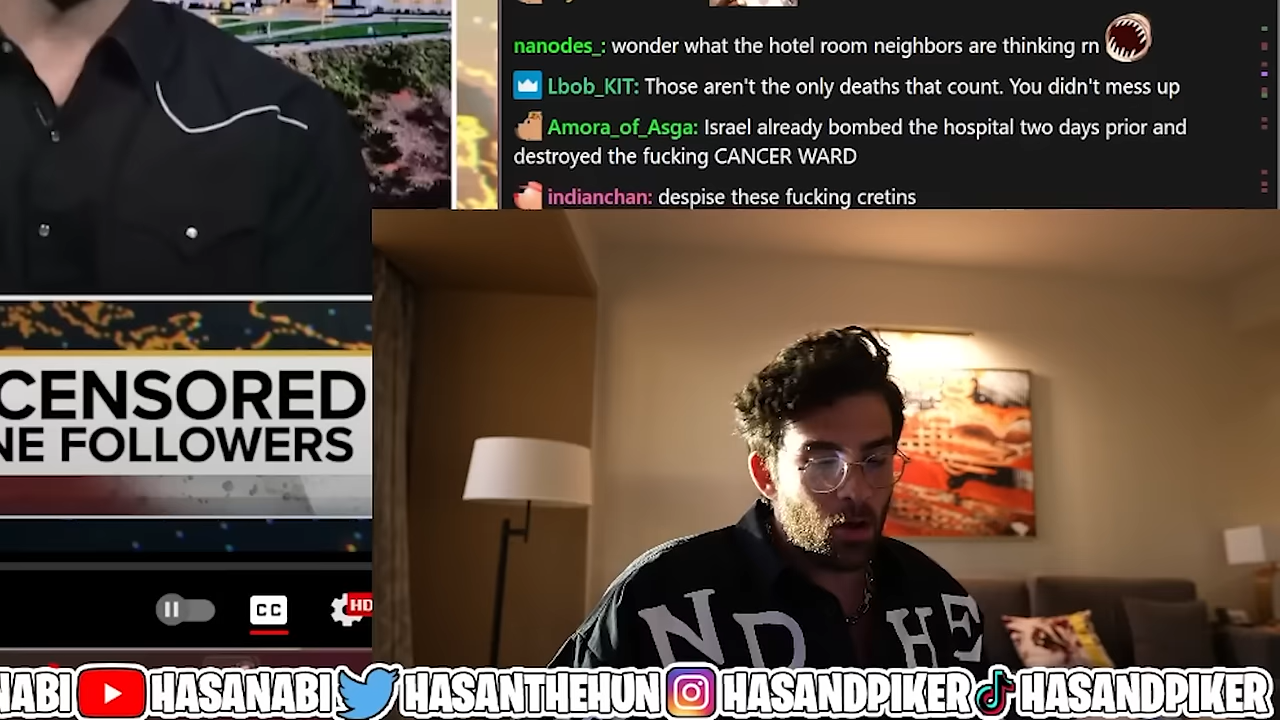 nanodes_: wonder what the hotel room neighbors are thinking rn
Lbob_KIT: Those aren't the only deaths that count. You didn't mess up
Amora_of_Asga: Israel already bombed the hospital two days prior and
destroyed the fucking CANCER WARD
indianchan: despise these fucking cretins
CENSORED
NE FOLLOWERS
CC
HD
ND HE
NABI HASANABI HASANTHEHUN HASANDPIKER HASANDPIKER